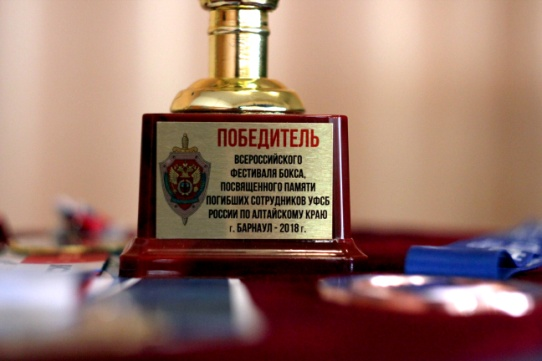 ПОБЕДИТЕЛЬ
ВСЕРОССИЙСКОГО
ФЕСТИВАЛЯ БОКСА,
ПОСВЯЩЕННОГО ПАМЯТИ
ПОГИБШИХ СОТРУДНИКОВ УФСБ
РОССИИ ПО АЛТАЙСКОМУ КРАЮ
г. БАРНАУЛ - 2018 г.